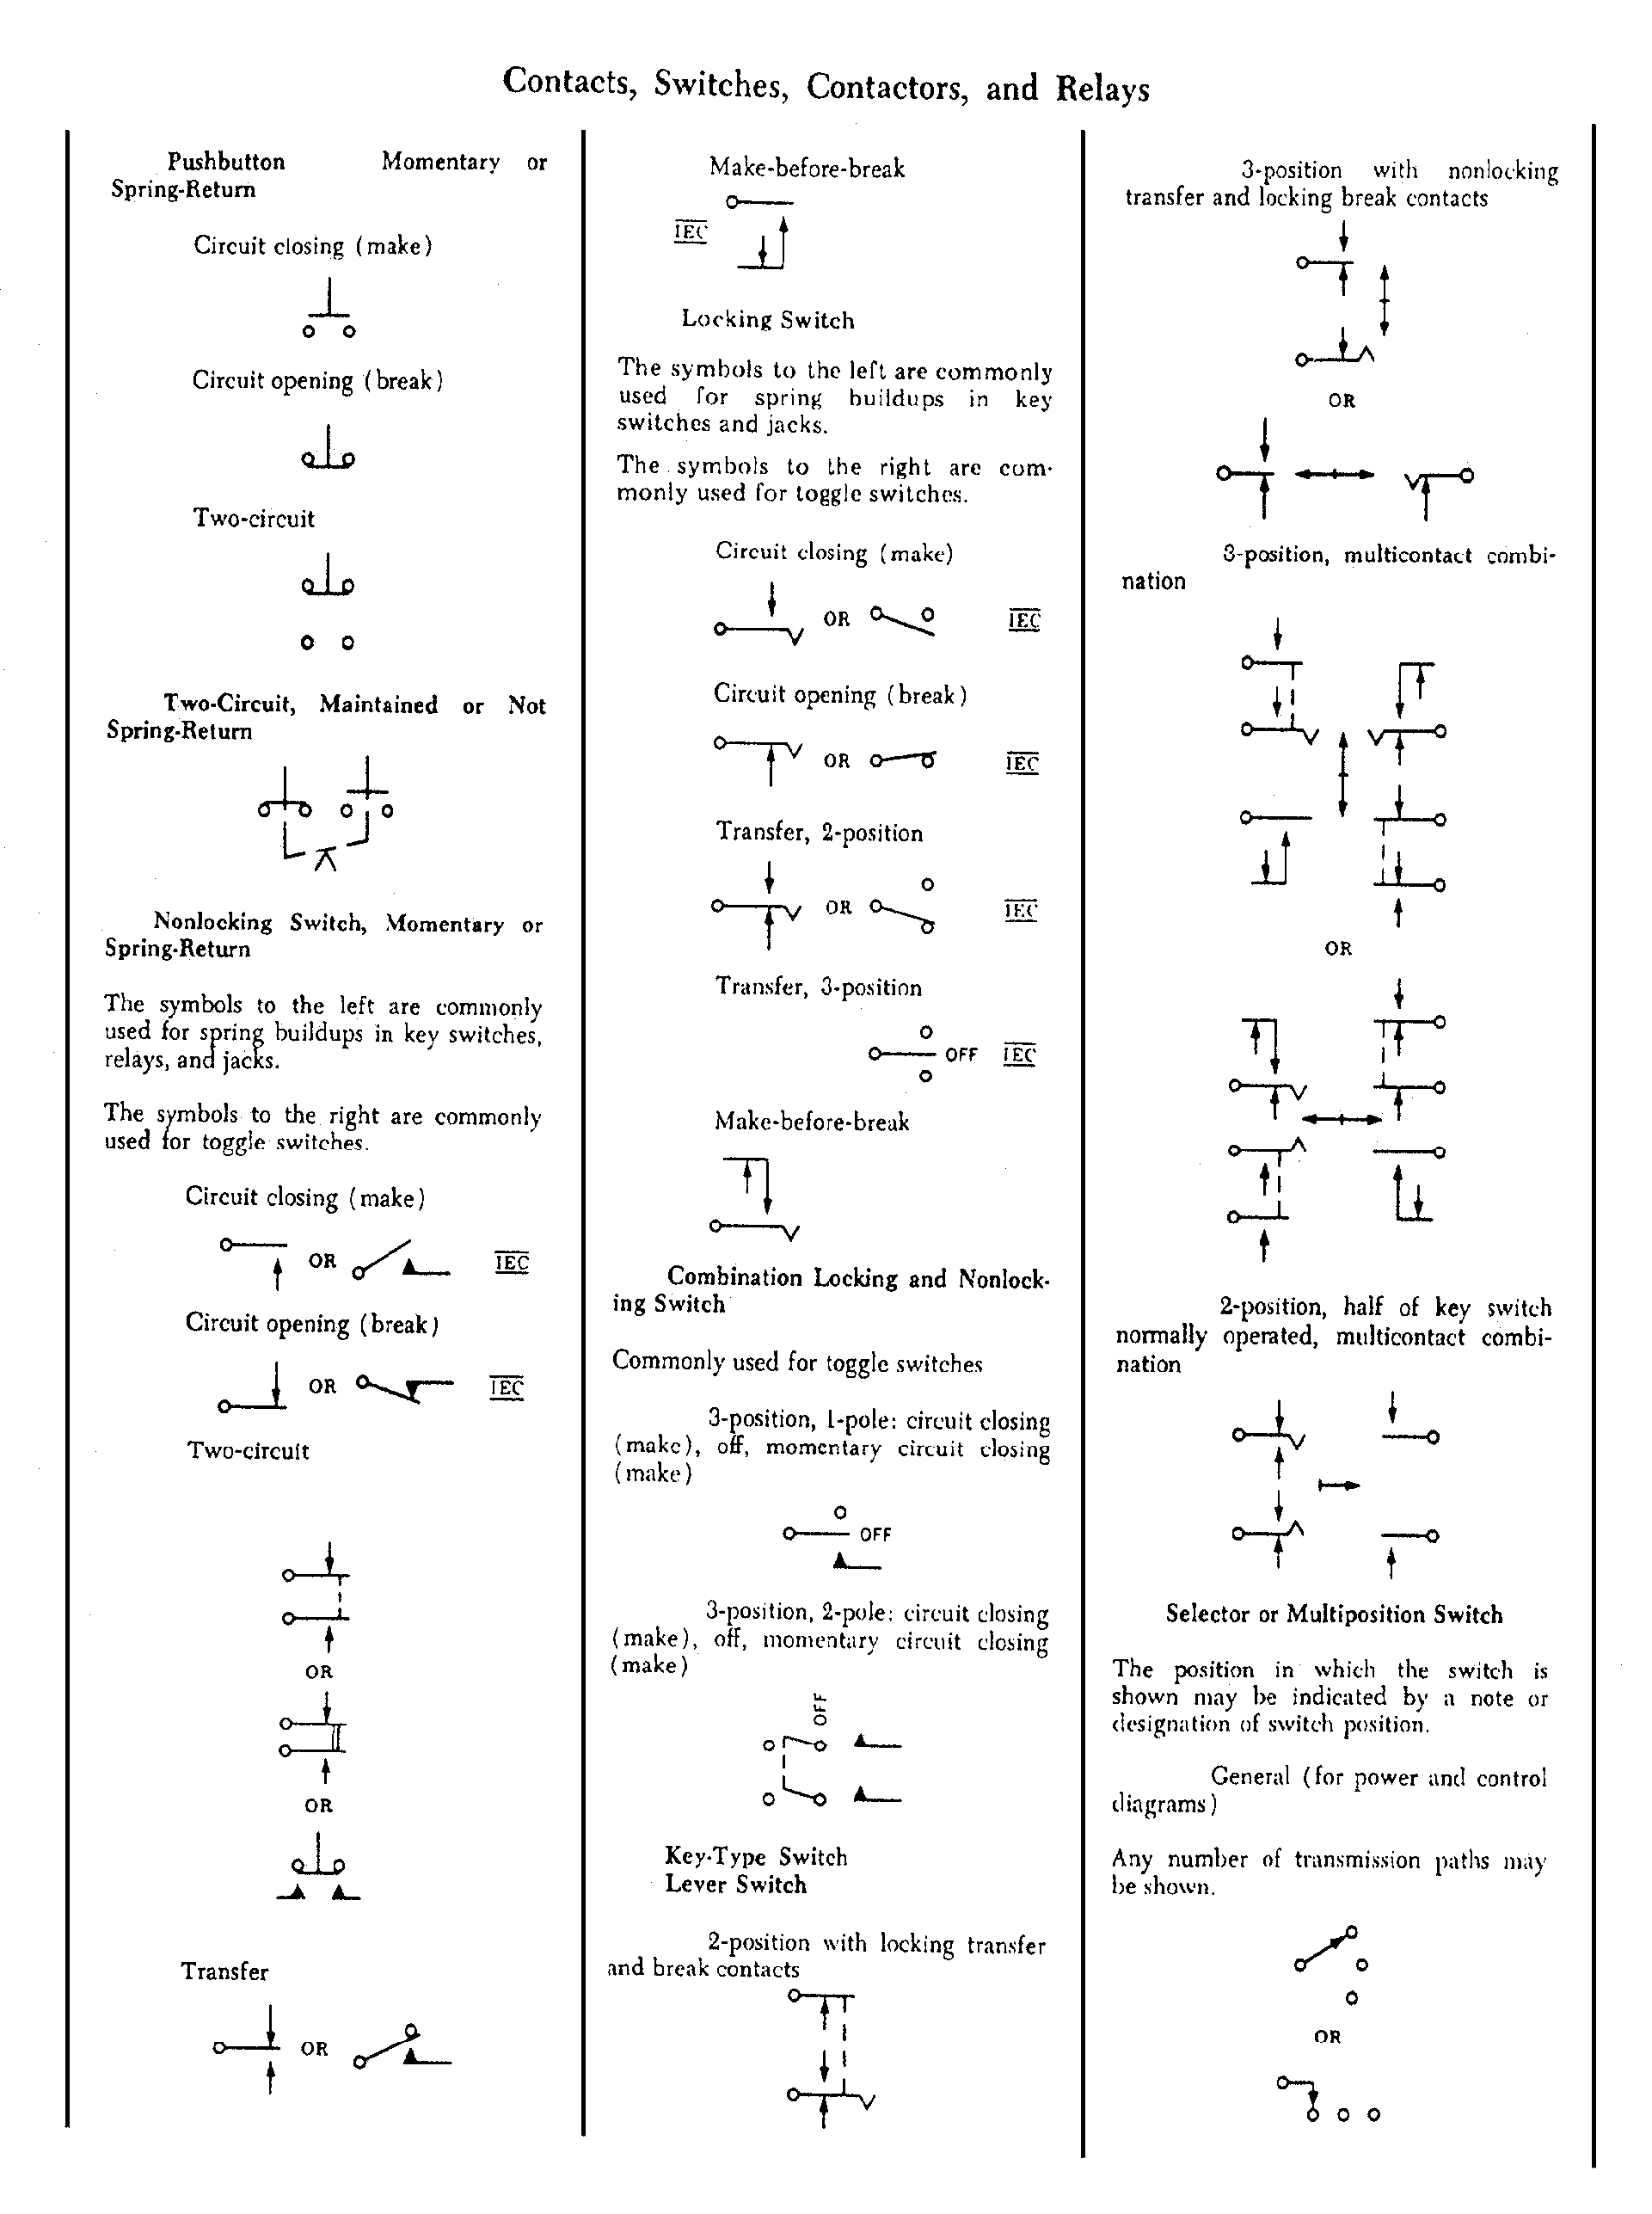 Contacts, Switches, Contactors, and Relays
Pushbutton Momentary or
Spring-Return
Circuit closing (make)
Circuit opening (break)
Two-circuit
Two-Circuit, Maintained or Not
Spring-Return
Nonlocking Switch, Momentary or
Spring-Return
The symbols to the left are commonly
used for spring buildups in key switches,
relays, and jacks.
The symbols to the right are commonly
used for toggle switches.
Circuit closing (make)
OR IEC
Circuit opening (break)
OR IEC
Two-circuit
OR
OR
Transfer
OR
Make-before-break
IEC
Locking Switch
The symbols to the left are commonly
used for spring buildups in key
switches and jacks.
The symbols to the right are com-
monly used for toggle switches.
Circuit closing (make)
OR IEC
Circuit opening (break)
OR IEC
Transfer, 2-position
OR IEC
Transfer, 3-position
OFF IEC
Make-before-break
Combination Locking and Nonlock-
ing Switch
Commonly used for toggle switches
3-position, 1-pole: circuit closing
(make), off, momentary circuit closing
(make)
OFF
3-position, 2-pole: circuit closing
(make), off, momentary circuit closing
(make)
OFF
Key-Type Switch
Lever Switch
2-position with locking transfer
and break contacts
3-position with nonlocking
transfer and locking break contacts
OR
3-position, multicontact combi-
nation
OR
2-position, half of key switch
normally operated, multicontact combi-
nation
Selector or Multiposition Switch
The position in which the switch is
shown may be indicated by a note or
designation of switch position.
General (for power and control
diagrams)
Any number of transmission paths may
be shown.
OR